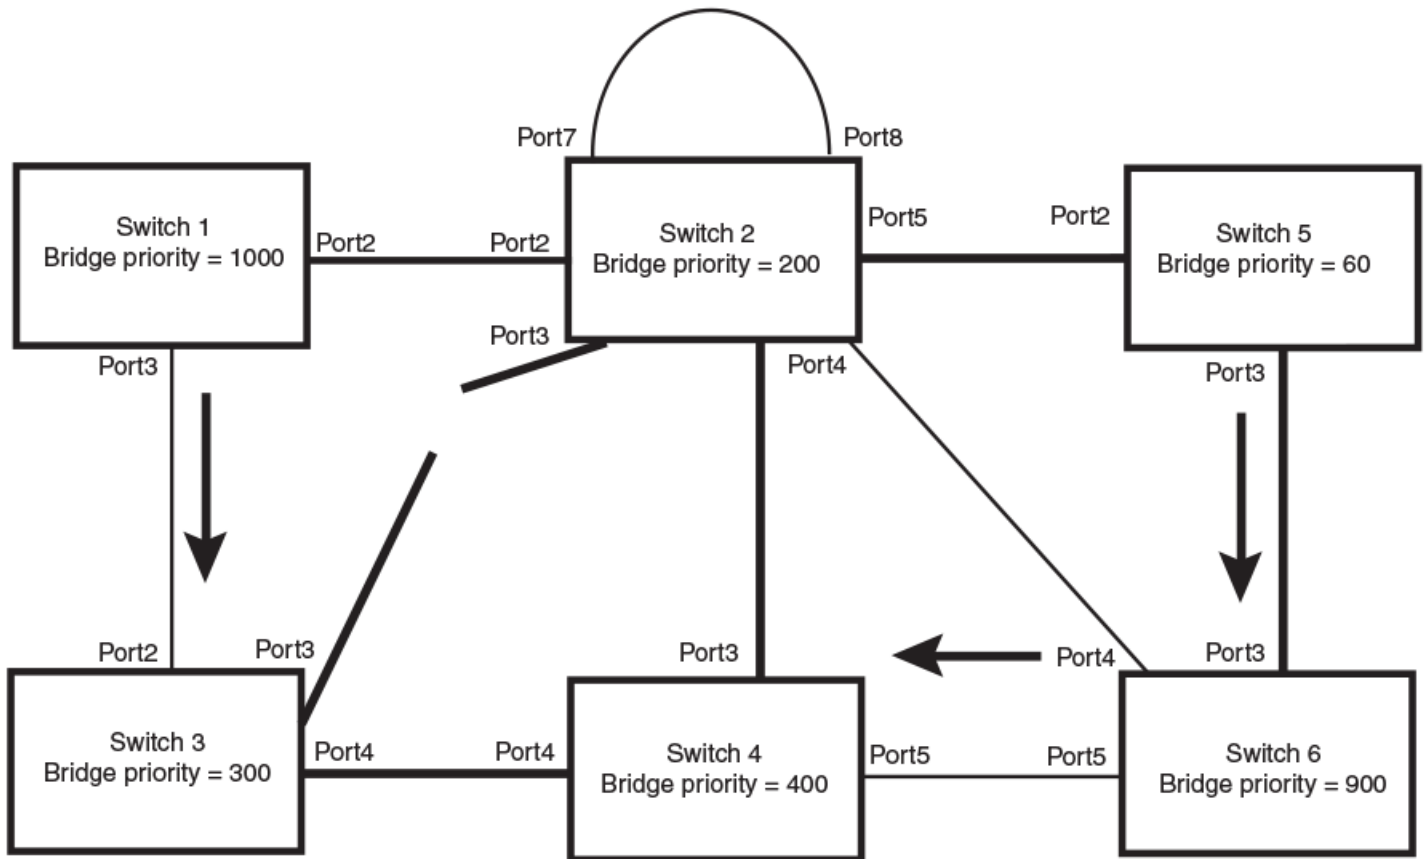 Port7
Port8
Switch 1
Bridge priority = 1000
Port2
Port2
Switch 2
Bridge priority = 200
Port5
Port2
Switch 5
Bridge priority = 60
Port3
Port3
Port4
Port3
Port2
Port3
Port3
Port4
Port3
Switch 3
Bridge priority = 300
Port4
Port4
Switch 4
Bridge priority = 400
Port5
Port5
Switch 6
Bridge priority = 900